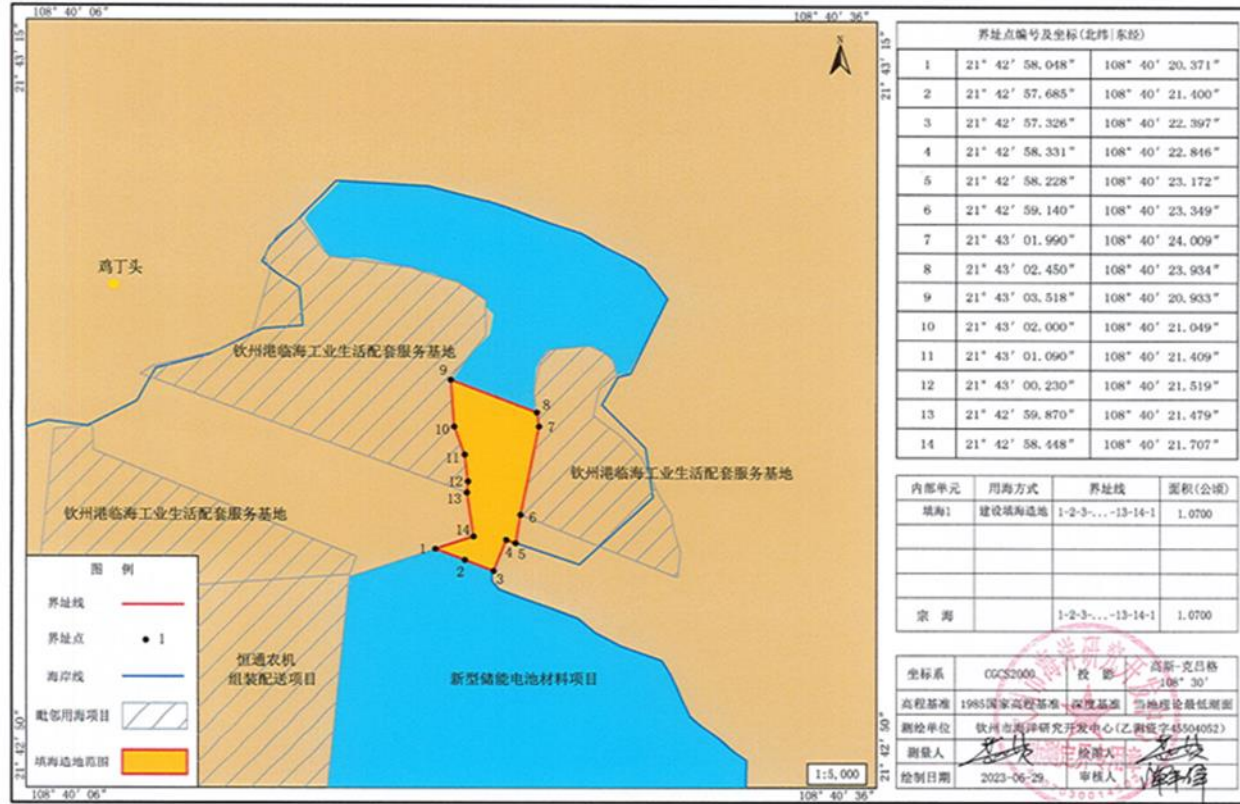 108° 40′ 06″
108° 40′ 36″
21° 43′ 15″
21° 43′ 15″
N
鸡丁头
钦州港临海工业生活配套服务基地
9
8
10
7
11
12
13
钦州港临海工业生活配套服务基地
钦州港临海工业生活配套服务基地
6
14
1
4
5
2
3
图 例
界址线
界址点 1
海岸线
毗邻用海项目
填海造地范围
恒通农机
组装配送项目
新型储能电池材料项目
1:5,000
21° 42′ 50″
21° 42′ 50″
108° 40′ 06″
108° 40′ 36″
界址点编号及坐标(北纬|东经)
1 21° 42′ 58.048″ 108° 40′ 20.371″
2 21° 42′ 57.685″ 108° 40′ 21.400″
3 21° 42′ 57.326″ 108° 40′ 22.397″
4 21° 42′ 58.331″ 108° 40′ 22.846″
5 21° 42′ 58.228″ 108° 40′ 23.172″
6 21° 42′ 59.140″ 108° 40′ 23.349″
7 21° 43′ 01.990″ 108° 40′ 24.009″
8 21° 43′ 02.450″ 108° 40′ 23.934″
9 21° 43′ 03.518″ 108° 40′ 20.933″
10 21° 43′ 02.000″ 108° 40′ 21.049″
11 21° 43′ 01.090″ 108° 40′ 21.409″
12 21° 43′ 00.230″ 108° 40′ 21.519″
13 21° 42′ 59.870″ 108° 40′ 21.479″
14 21° 42′ 58.448″ 108° 40′ 21.707″
内部单元 用海方式 界址线 面积(公顷)
填海1 建设填海造地 1-2-3-...-13-14-1 1.0700
宗 海 1-2-3-...-13-14-1 1.0700
坐标系 CGCS2000 投 影 高斯-克吕格
108° 30′
高程基准 1985国家高程基准 深度基准 当地理论最低潮面
测绘单位 钦州市海洋研究开发中心(乙测资字45504052)
测量人 绘图人
绘制日期 2023-06-29 审核人